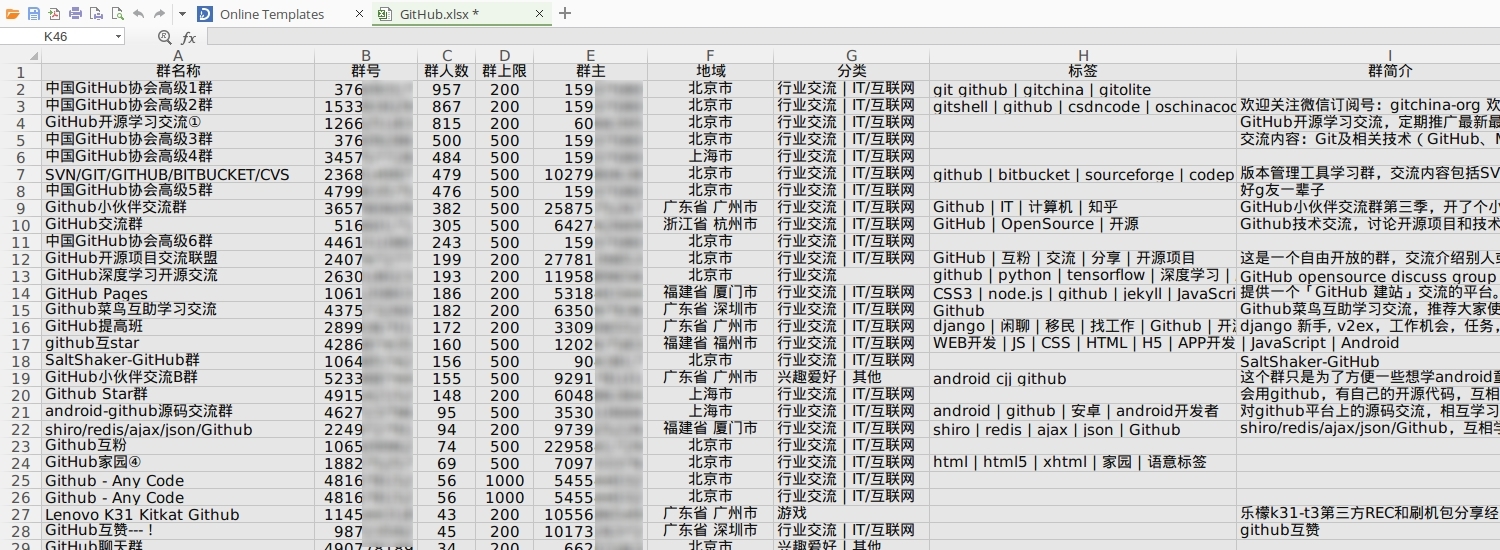 Online Templates × GitHub.xlsx * × +
K46 fx
A B C D E F G H I
1 群名称 群号 群人数 群上限 群主 地域 分类 标签 群简介
2 中国GitHub协会高级1群 376 957 200 159 北京市 行业交流 | IT/互联网 git github | gitchina | gitolite
3 中国GitHub协会高级2群 1533 867 200 159 北京市 行业交流 | IT/互联网 gitshell | github | csdncode | oschinacoc 欢迎关注微信订阅号：gitchina-org 欢
4 GitHub开源学习交流① 1266 815 200 60 北京市 行业交流 | IT/互联网 GitHub开源学习交流，定期推广最新最
5 中国GitHub协会高级3群 376 500 500 159 北京市 行业交流 | IT/互联网 交流内容：Git及相关技术（GitHub、
6 中国GitHub协会高级4群 3457 484 500 159 上海市 行业交流 | IT/互联网
7 SVN/GIT/GITHUB/BITBUCKET/CVS 2368 479 500 10279 北京市 行业交流 | IT/互联网 github | bitbucket | sourceforge | codep 版本管理工具学习群，交流内容包括SV
8 中国GitHub协会高级5群 4799 476 500 159 北京市 行业交流 | IT/互联网 好g友一辈子
9 Github小伙伴交流群 3657 382 500 25875 广东省 广州市 行业交流 | IT/互联网 Github | IT | 计算机 | 知乎 GitHub小伙伴交流群第三季，开了个小
10 GitHub交流群 516 305 500 6427 浙江省 杭州市 行业交流 | IT/互联网 GitHub | OpenSource | 开源 Github技术交流，讨论开源项目和技术
11 中国GitHub协会高级6群 4461 243 500 159 北京市 行业交流 | IT/互联网
12 GitHub开源项目交流联盟 2407 199 200 27781 北京市 行业交流 | IT/互联网 GitHub | 互粉 | 交流 | 分享 | 开源项目 这是一个自由开放的群，交流介绍别人或
13 GitHub深度学习开源交流 2630 193 200 11958 北京市 行业交流 github | python | tensorflow | 深度学习 | GitHub opensource discuss group
14 GitHub Pages 1061 186 200 5318 福建省 厦门市 行业交流 | IT/互联网 CSS3 | node.js | github | jekyll | JavaScri 提供一个「GitHub 建站」交流的平台。
15 Github菜鸟互助学习交流 4375 182 200 6350 广东省 深圳市 行业交流 | IT/互联网 Github Github菜鸟互助学习交流，推荐大家使
16 GitHub提高班 2899 172 200 3309 广东省 广州市 行业交流 | IT/互联网 django | 闲聊 | 移民 | 找工作 | Github | 开 django 新手, v2ex，工作机会，任务，
17 github互star 4286 160 500 1202 福建省 福州市 行业交流 | IT/互联网 WEB开发 | JS | CSS | HTML | H5 | APP开发 | JavaScript | Android
18 SaltShaker-GitHub群 1064 156 500 90 北京市 行业交流 | IT/互联网 SaltShaker-GitHub
19 GitHub小伙伴交流B群 5233 155 500 9291 广东省 广州市 兴趣爱好 | 其他 android cjj github 这个群只是为了方便一些想学android
20 Github Star群 4915 148 200 6048 上海市 行业交流 | IT/互联网 会用github，有自己的开源代码，互相
21 android-github源码交流群 4627 95 500 3530 上海市 行业交流 | IT/互联网 android | github | 安卓 | android开发者 对github平台上的源码交流，相互学习
22 shiro/redis/ajax/json/Github 2249 94 200 9739 福建省 厦门市 行业交流 | IT/互联网 shiro | redis | ajax | json | Github shiro/redis/ajax/json/Github，互相学
23 Github互粉 1065 74 500 22958 北京市 行业交流 | IT/互联网
24 GitHub家园④ 1882 69 500 7097 北京市 行业交流 | IT/互联网 html | html5 | xhtml | 家园 | 语意标签
25 Github - Any Code 4816 56 1000 5455 北京市 行业交流 | IT/互联网
26 Github - Any Code 4816 56 1000 5455 北京市 行业交流 | IT/互联网
27 Lenovo K31 Kitkat Github 1145 43 200 10556 广东省 广州市 游戏 乐檬k31-t3第三方REC和刷机包分享经
28 GitHub互赞---！ 987 45 200 10173 广东省 深圳市 行业交流 | IT/互联网 github互赞
29 GitHub聊天群 4907 34 200 662 北京市 兴趣爱好 | 其他